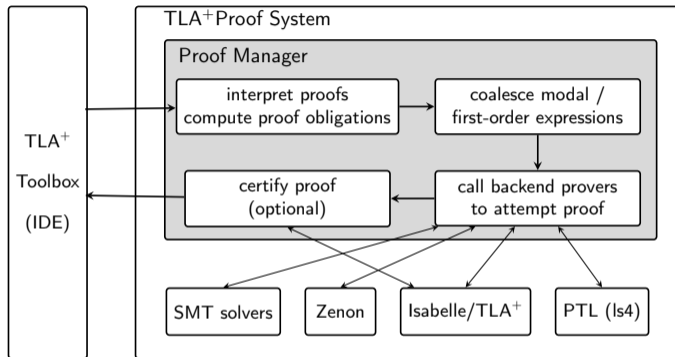 TLA+Proof System
Proof Manager
interpret proofs
compute proof obligations
coalesce modal /
first-order expressions
TLA+
Toolbox
(IDE)
certify proof
(optional)
call backend provers
to attempt proof
SMT solvers
Zenon
Isabelle/TLA+
PTL (ls4)